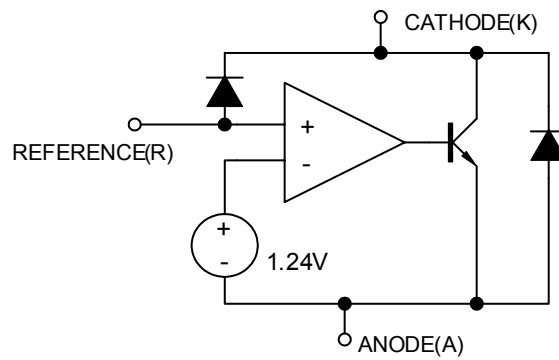 CATHODE(K)
REFERENCE(R)
+
-
+
-
1.24V
ANODE(A)